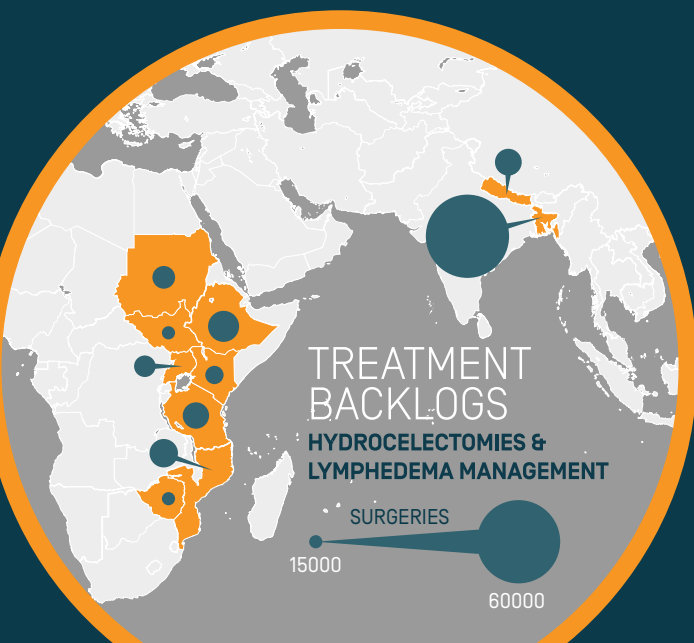 TREATMENT
BACKLOGS
HYDROCELECTOMIES &
LYMPHEDEMA MANAGEMENT
SURGERIES
15000
60000